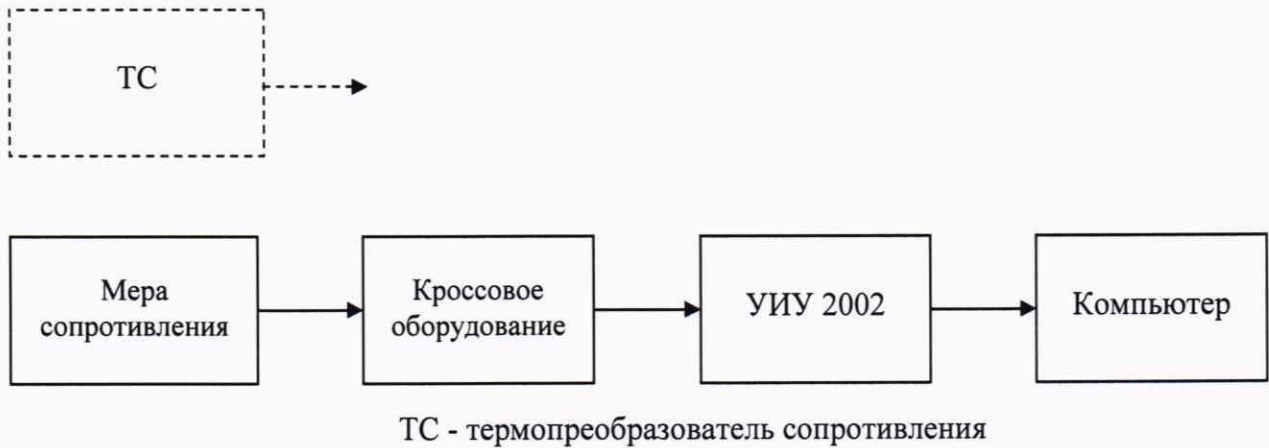 ТС
Мера
сопротивления
Кроссовое
оборудование
УИУ 2002
Компьютер
ТС - термопреобразователь сопротивления